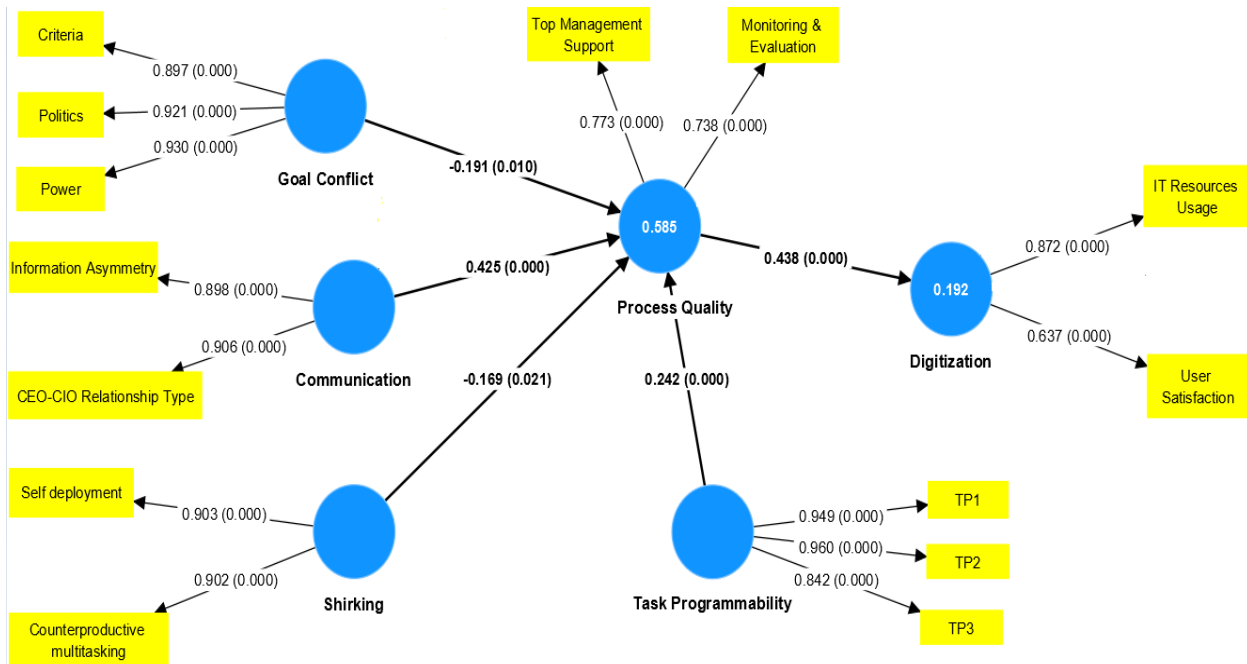 Criteria
0.897 (0.000)
Politics
0.921 (0.000)
Power
0.930 (0.000)
Goal Conflict
-0.191 (0.010)
Top Management
Support
Monitoring &
Evaluation
0.773 (0.000)
0.738 (0.000)
0.585
Process Quality
0.438 (0.000)
IT Resources
Usage
0.872 (0.000)
0.192
Digitization
0.637 (0.000)
User
Satisfaction
Information Asymmetry
0.898 (0.000)
0.425 (0.000)
0.906 (0.000)
Communication
CEO-CIO Relationship Type
-0.169 (0.021)
0.242 (0.000)
Self deployment
0.903 (0.000)
0.902 (0.000)
Shirking
Counterproductive
multitasking
Task Programmability
0.949 (0.000)
TP1
0.960 (0.000)
TP2
0.842 (0.000)
TP3